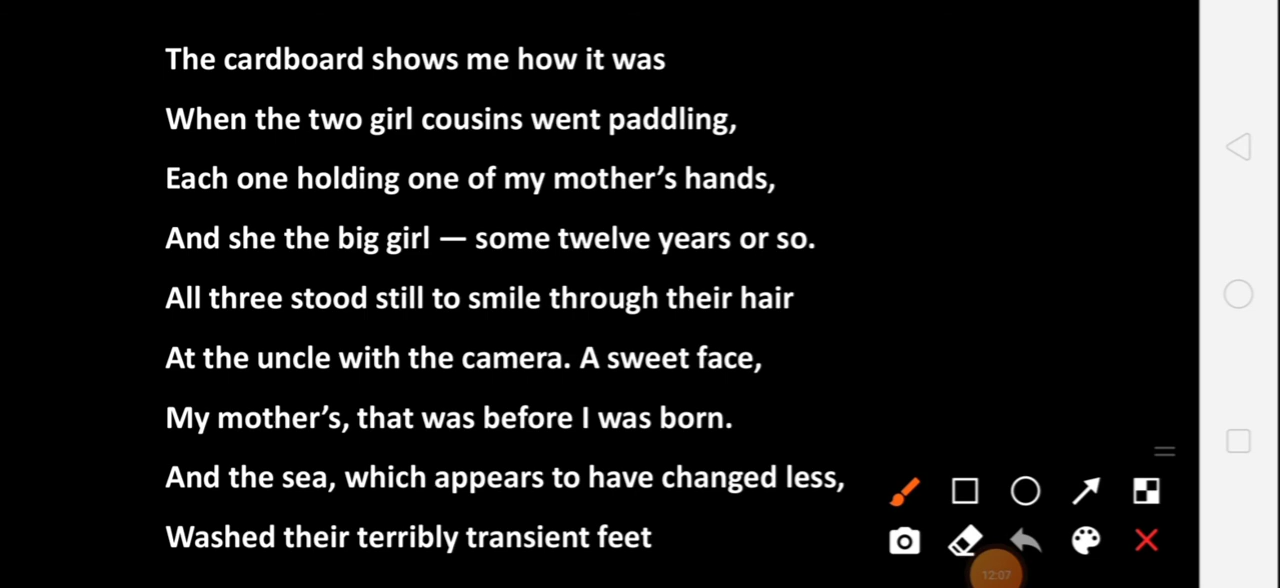 The cardboard shows me how it was
When the two girl cousins went paddling,
Each one holding one of my mother’s hands,
And she the big girl — some twelve years or so.
All three stood still to smile through their hair
At the uncle with the camera. A sweet face,
My mother’s, that was before I was born.
And the sea, which appears to have changed less,
Washed their terribly transient feet
12:07